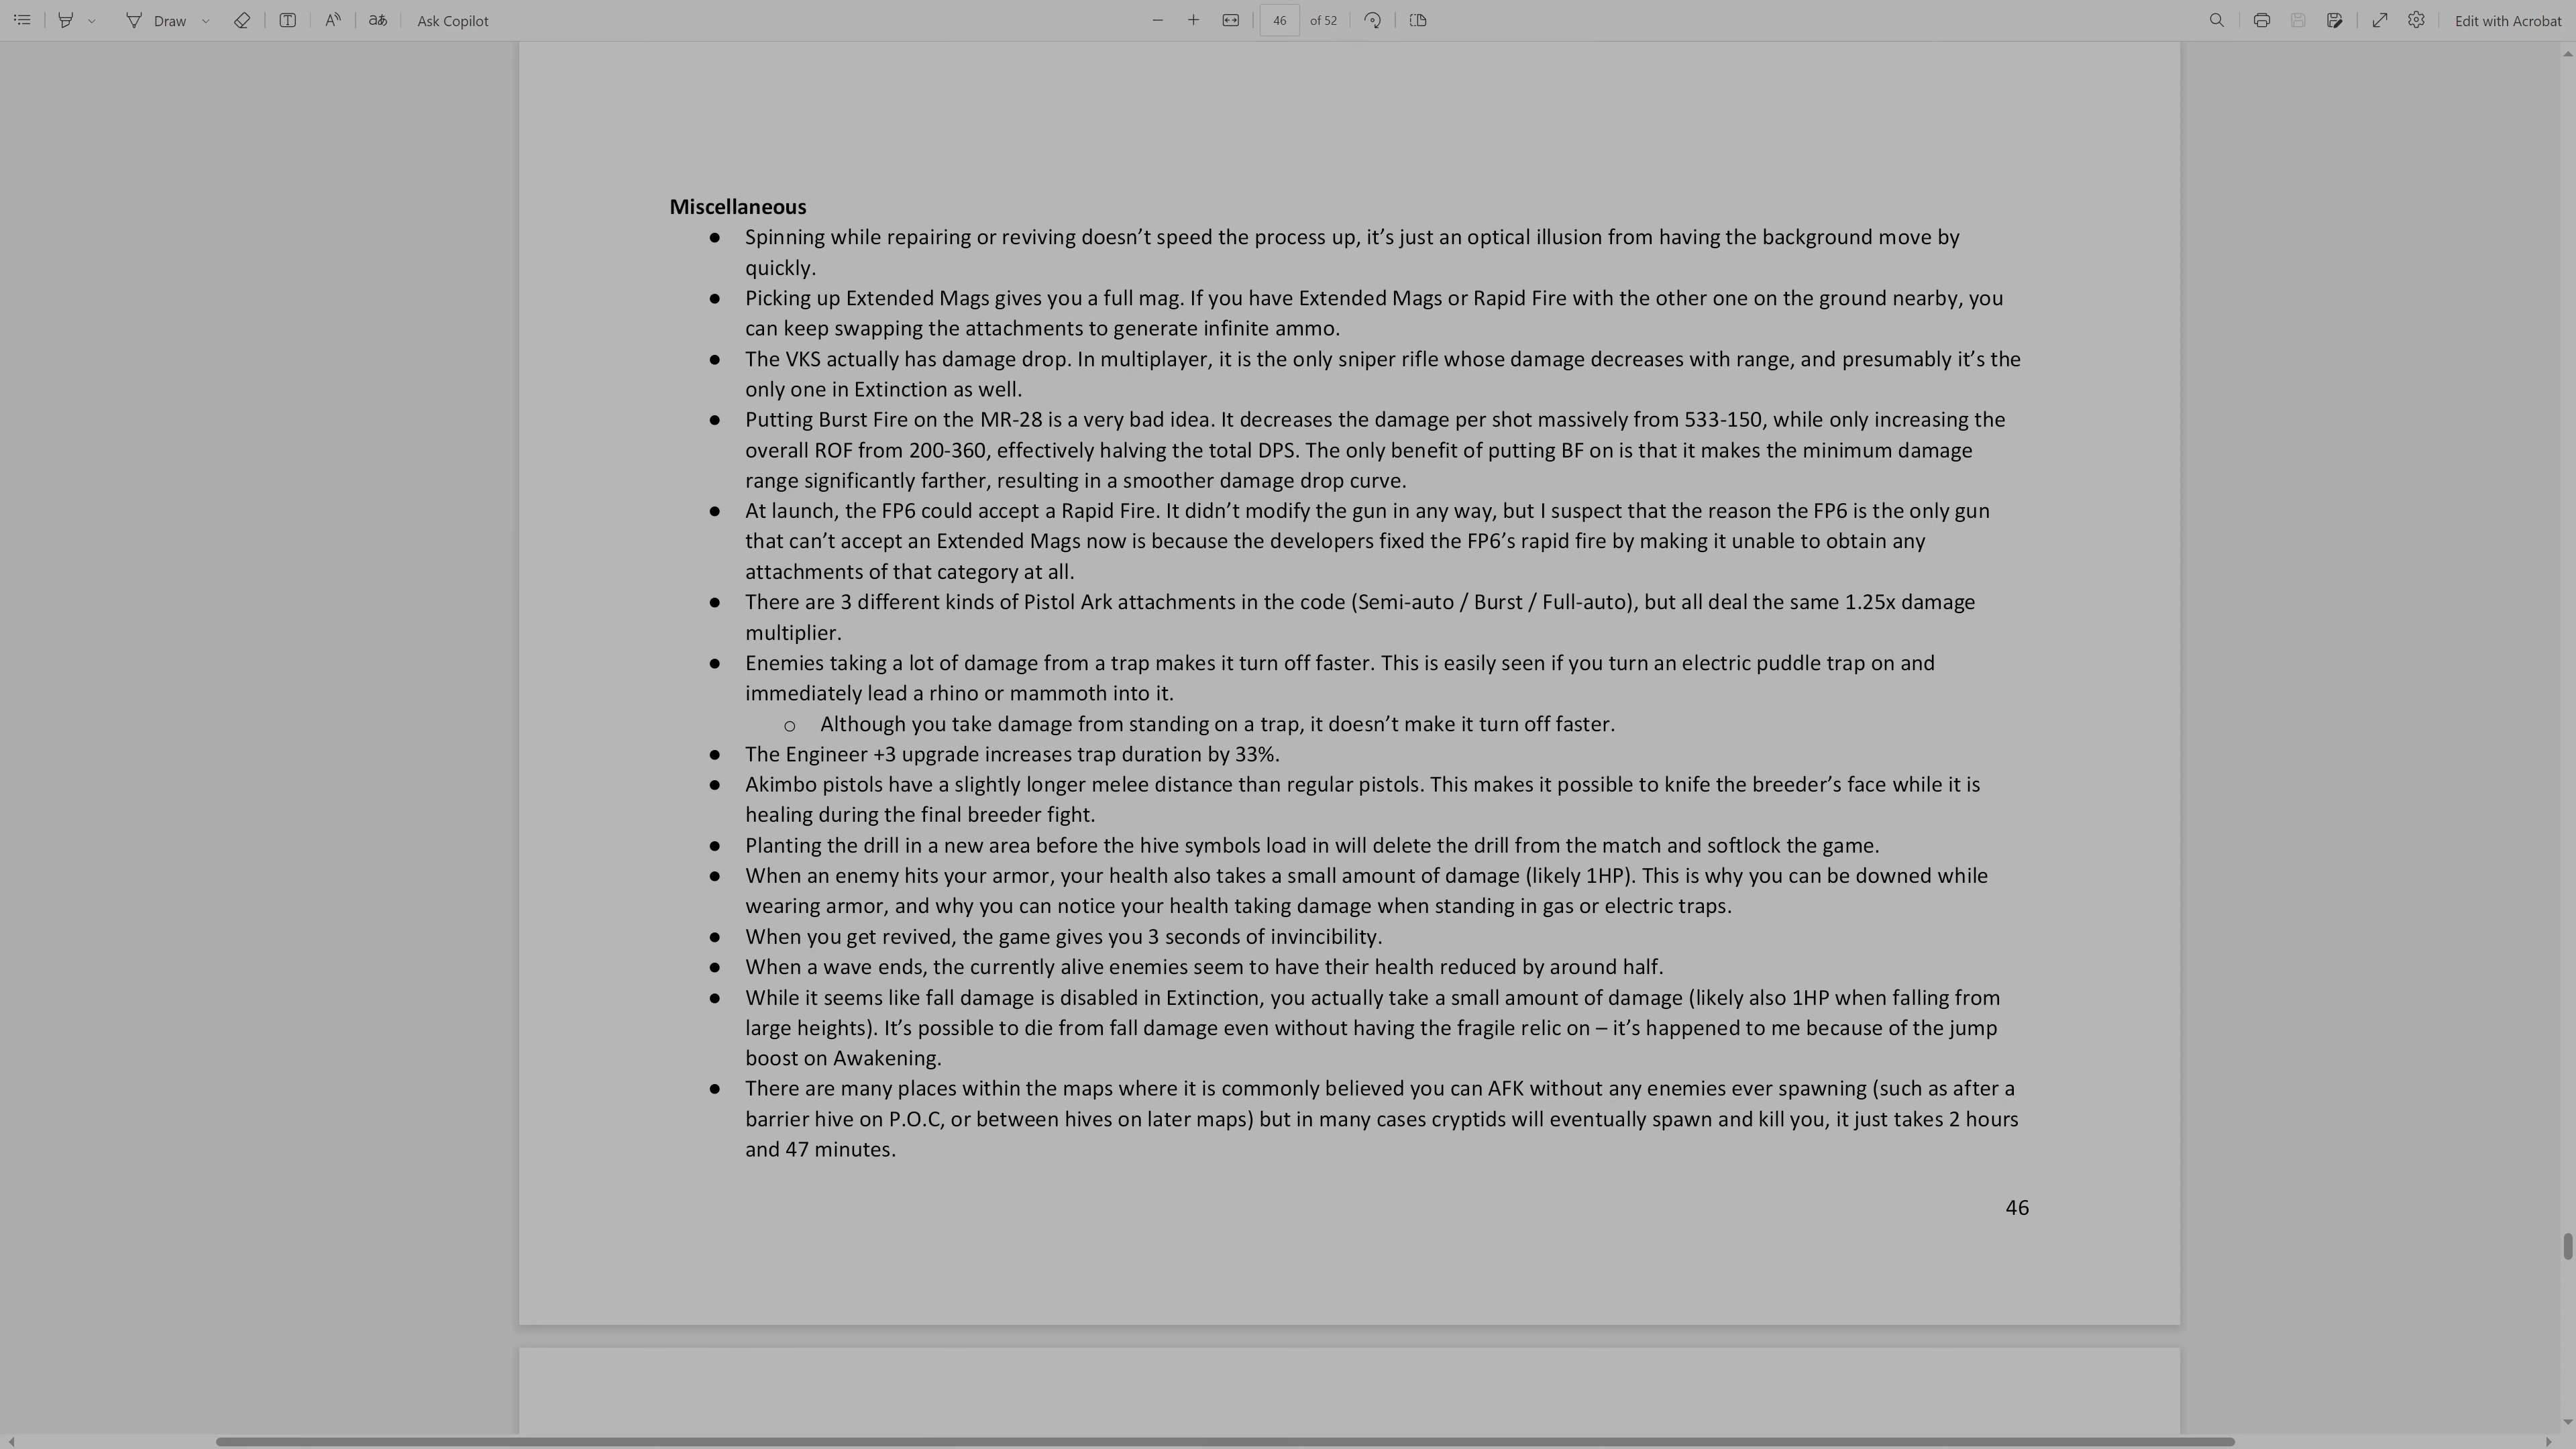 Draw
Ask Copilot
46
of 52
Edit with Acrobat
Miscellaneous
● Spinning while repairing or reviving doesn’t speed the process up, it’s just an optical illusion from having the background move by
quickly.
● Picking up Extended Mags gives you a full mag. If you have Extended Mags or Rapid Fire with the other one on the ground nearby, you
can keep swapping the attachments to generate infinite ammo.
● The VKS actually has damage drop. In multiplayer, it is the only sniper rifle whose damage decreases with range, and presumably it’s the
only one in Extinction as well.
● Putting Burst Fire on the MR-28 is a very bad idea. It decreases the damage per shot massively from 533-150, while only increasing the
overall ROF from 200-360, effectively halving the total DPS. The only benefit of putting BF on is that it makes the minimum damage
range significantly farther, resulting in a smoother damage drop curve.
● At launch, the FP6 could accept a Rapid Fire. It didn’t modify the gun in any way, but I suspect that the reason the FP6 is the only gun
that can’t accept an Extended Mags now is because the developers fixed the FP6’s rapid fire by making it unable to obtain any
attachments of that category at all.
● There are 3 different kinds of Pistol Ark attachments in the code (Semi-auto / Burst / Full-auto), but all deal the same 1.25x damage
multiplier.
● Enemies taking a lot of damage from a trap makes it turn off faster. This is easily seen if you turn an electric puddle trap on and
immediately lead a rhino or mammoth into it.
○ Although you take damage from standing on a trap, it doesn’t make it turn off faster.
● The Engineer +3 upgrade increases trap duration by 33%.
● Akimbo pistols have a slightly longer melee distance than regular pistols. This makes it possible to knife the breeder’s face while it is
healing during the final breeder fight.
● Planting the drill in a new area before the hive symbols load in will delete the drill from the match and softlock the game.
● When an enemy hits your armor, your health also takes a small amount of damage (likely 1HP). This is why you can be downed while
wearing armor, and why you can notice your health taking damage when standing in gas or electric traps.
● When you get revived, the game gives you 3 seconds of invincibility.
● When a wave ends, the currently alive enemies seem to have their health reduced by around half.
● While it seems like fall damage is disabled in Extinction, you actually take a small amount of damage (likely also 1HP when falling from
large heights). It’s possible to die from fall damage even without having the fragile relic on – it’s happened to me because of the jump
boost on Awakening.
● There are many places within the maps where it is commonly believed you can AFK without any enemies ever spawning (such as after a
barrier hive on P.O.C, or between hives on later maps) but in many cases cryptids will eventually spawn and kill you, it just takes 2 hours
and 47 minutes.
46